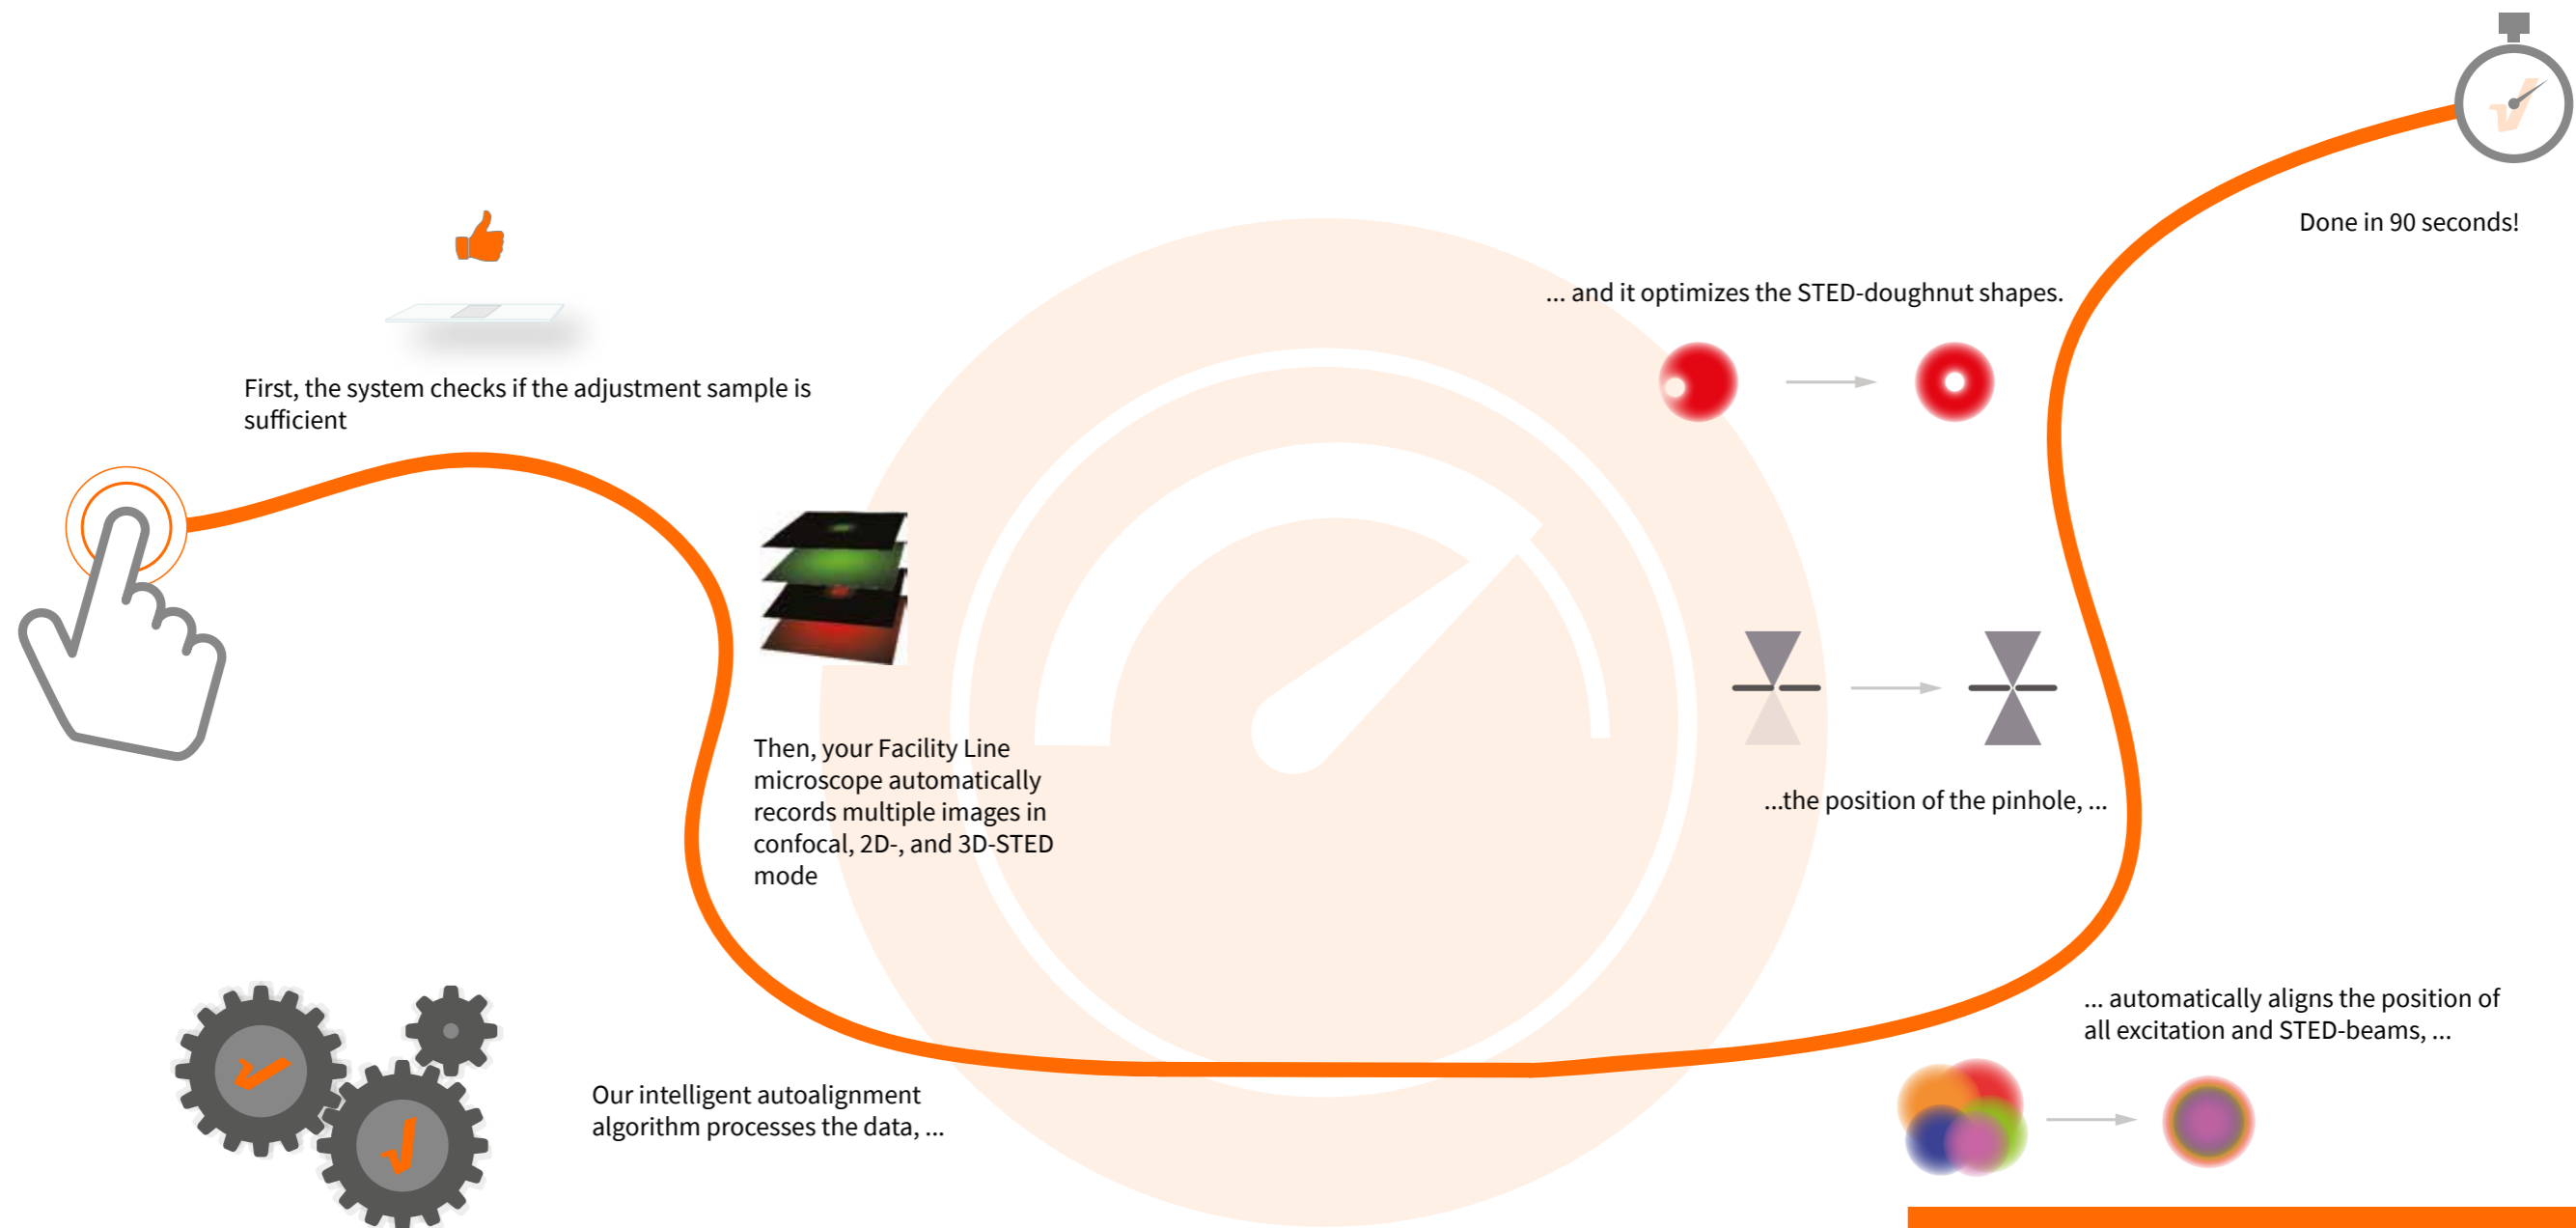 First, the system checks if the adjustment sample is
sufficient
Then, your Facility Line
microscope automatically
records multiple images in
confocal, 2D-, and 3D-STED
mode
Our intelligent autoalignment
algorithm processes the data, ...
... automatically aligns the position of
all excitation and STED-beams, ...
...the position of the pinhole, ...
... and it optimizes the STED-doughnut shapes.
Done in 90 seconds!